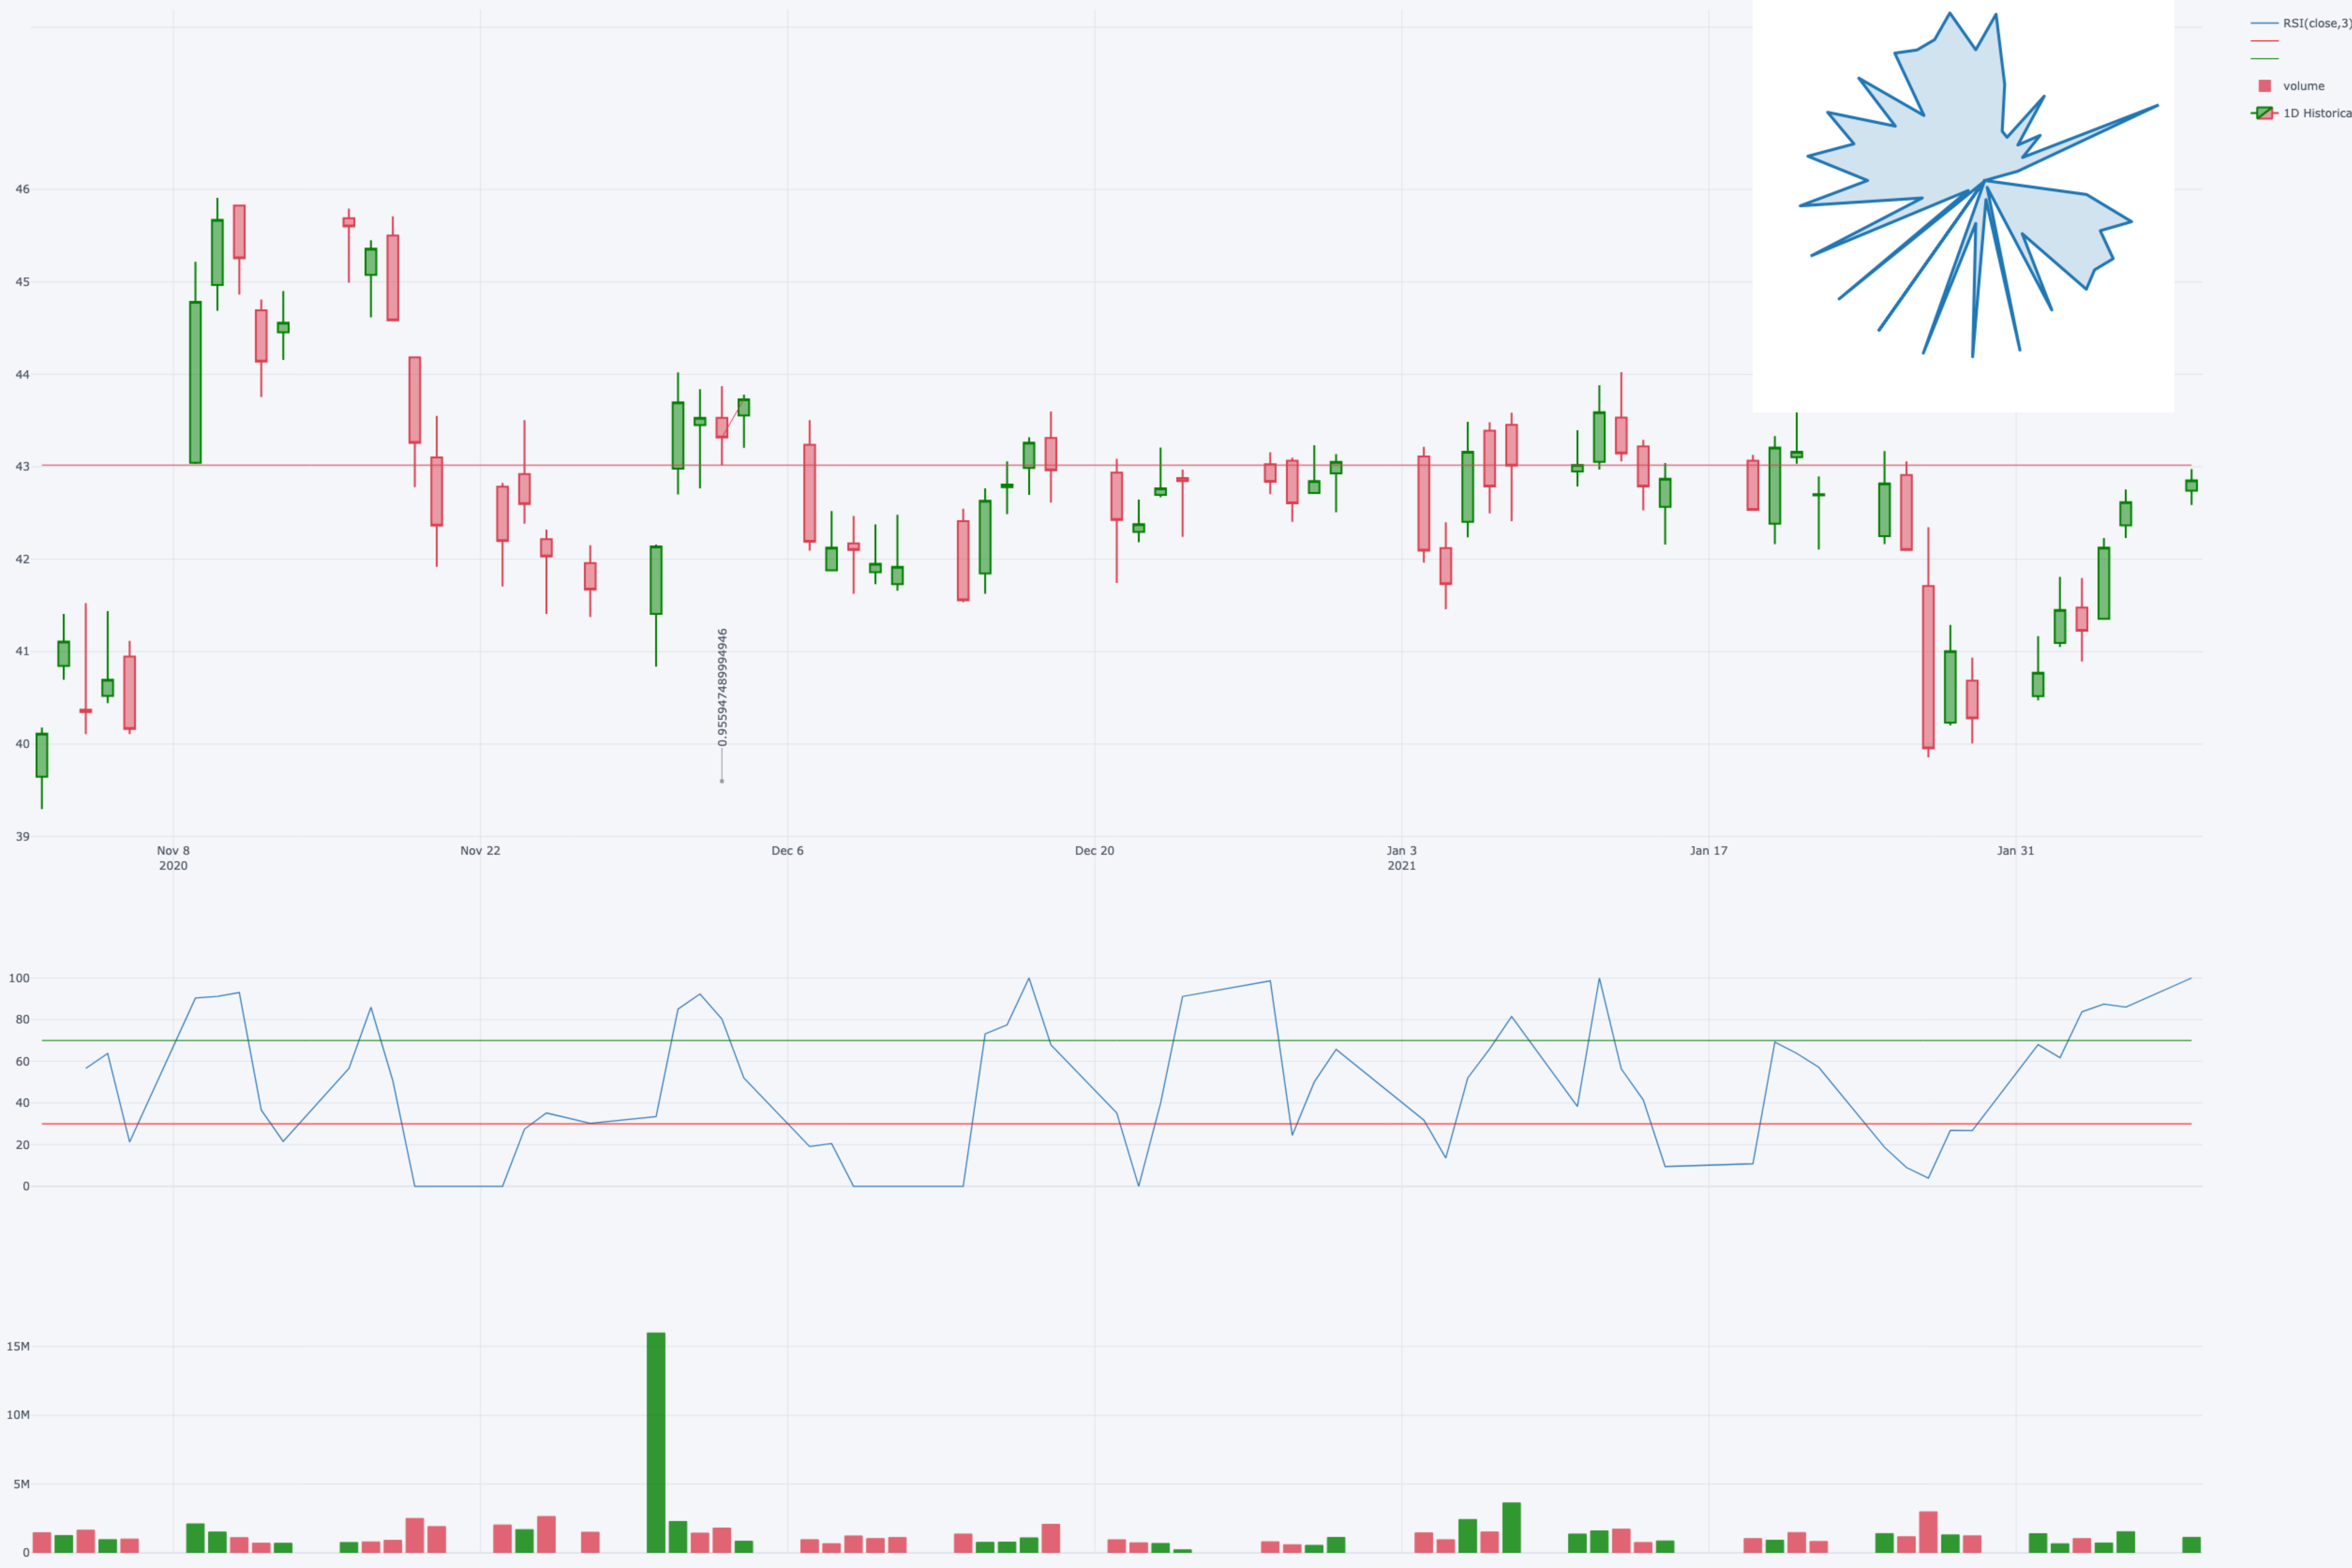 RSI(close,3)
volume
1D Historica
46
45
44
43
42
41
40
39
0.9559474899994946
Nov 8
2020
Nov 22
Dec 6
Dec 20
Jan 3
2021
Jan 17
Jan 31
100
80
60
40
20
0
15M
10M
5M
0